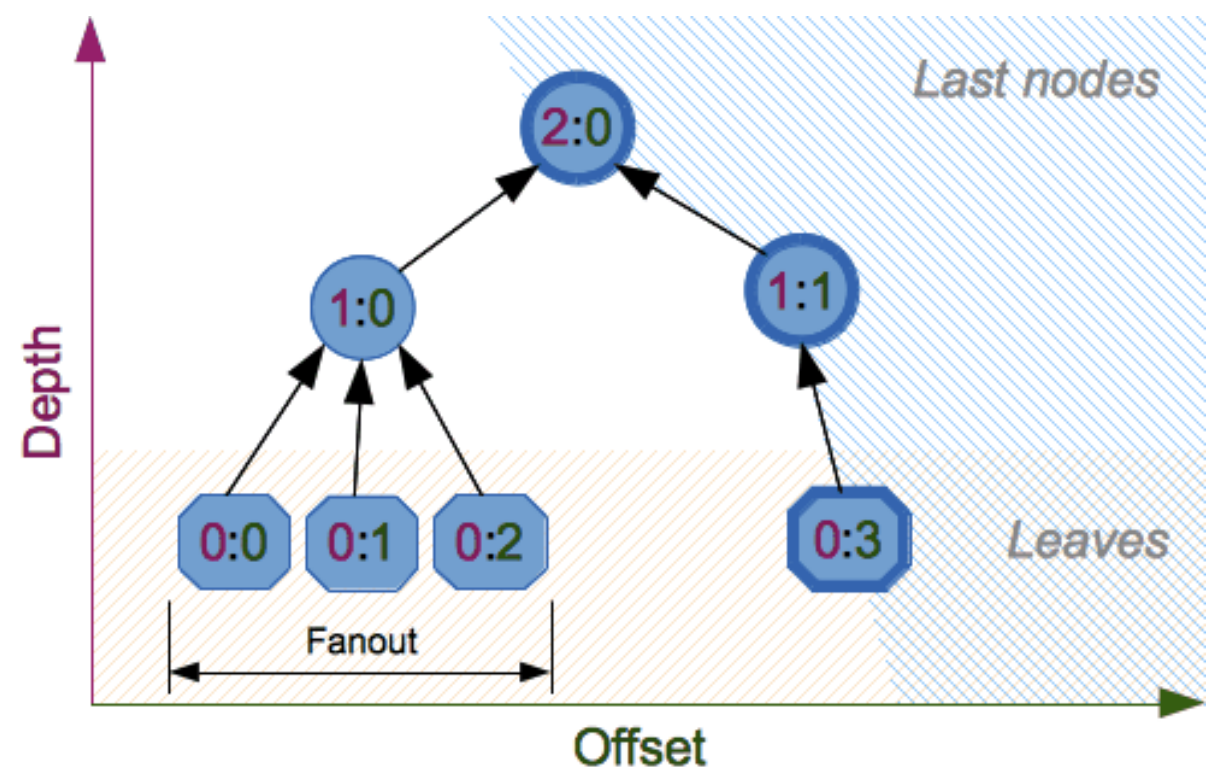 Last nodes
2:0
1:0
1:1
Depth
0:0 0:1 0:2 0:3
Leaves
Fanout
Offset